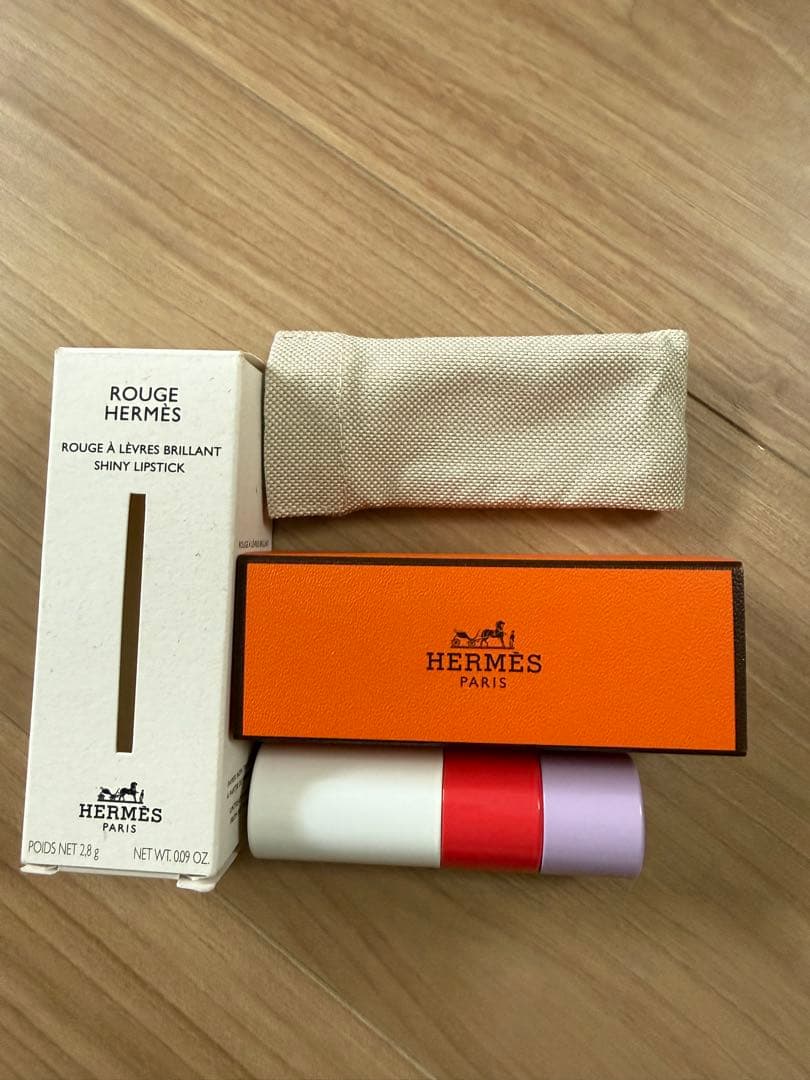 ROUGE
HERMÈS
ROUGE À LÈVRES BRILLANT
SHINY LIPSTICK
HERMÈS
PARIS
POIDS NET 2,8 g
NET WT. 0.09 OZ.
HERMÈS
PARIS